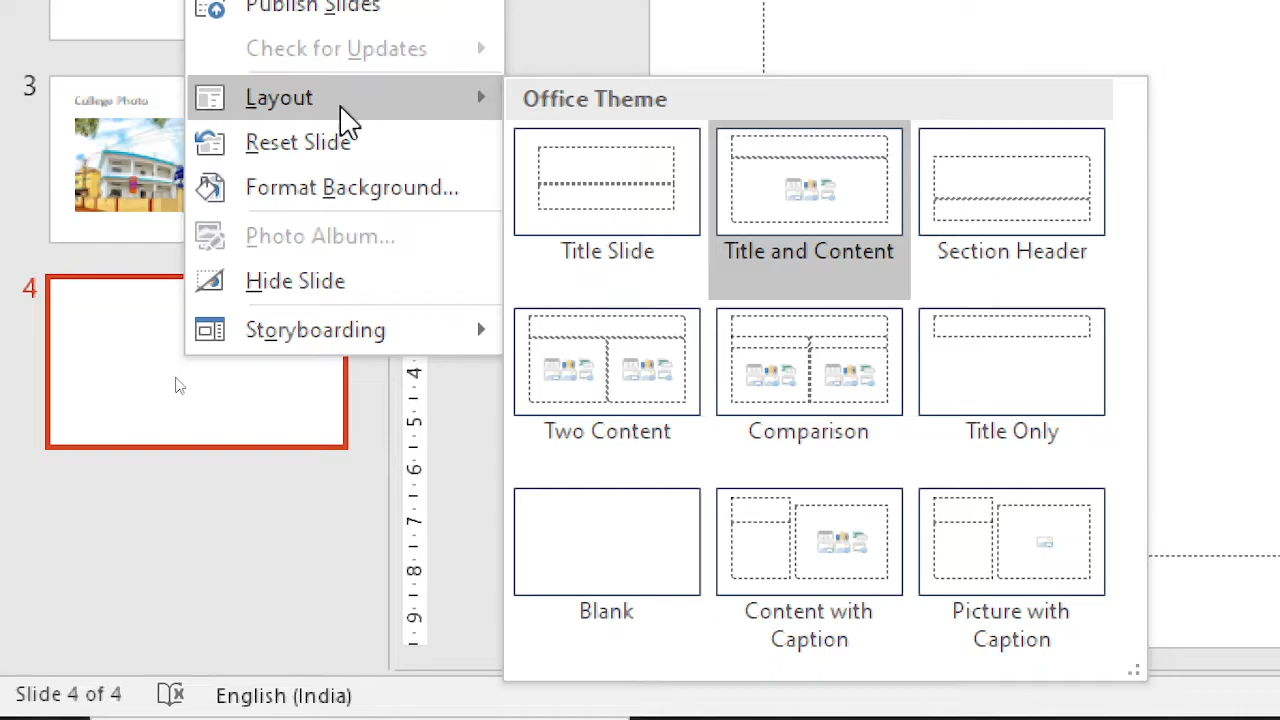 Publish Slides
Check for Updates
3
College Photo
Layout
Reset Slide
Format Background...
Photo Album...
Hide Slide
4
Storyboarding
Office Theme
Title Slide
Title and Content
Section Header
Two Content
Comparison
Title Only
Blank
Content with
Caption
Picture with
Caption
4
5
6
7
8
9
Slide 4 of 4
English (India)